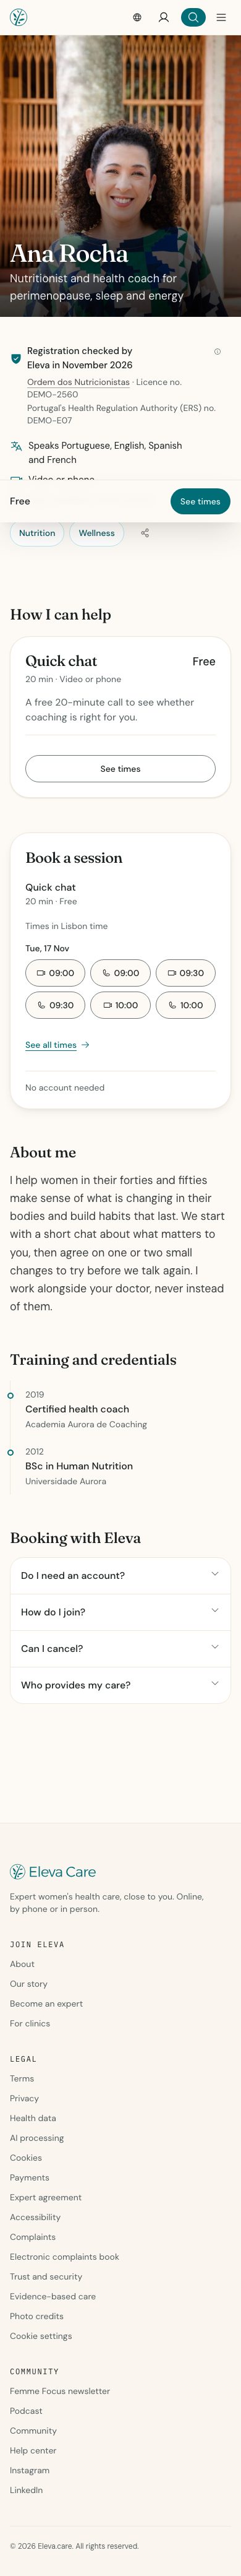 Ana Rocha
Nutritionist and health coach for
perimenopause, sleep and energy
Registration checked by
Eleva in November 2026
Ordem dos Nutricionistas · Licence no.
DEMO-2560
Portugal's Health Regulation Authority (ERS) no.
DEMO-E07
Speaks Portuguese, English, Spanish
and French
Video or phone
Free
See times
Nutrition
Wellness
How I can help
Quick chat
Free
20 min · Video or phone
A free 20-minute call to see whether
coaching is right for you.
See times
Book a session
Quick chat
20 min · Free
Times in Lisbon time
Tue, 17 Nov
09:00
09:00
09:30
09:30
10:00
10:00
See all times
No account needed
About me
I help women in their forties and fifties
make sense of what is changing in their
bodies and build habits that last. We start
with a short chat about what matters to
you, then agree on one or two small
changes to try before we talk again. I
work alongside your doctor, never instead
of them.
Training and credentials
2019
Certified health coach
Academia Aurora de Coaching
2012
BSc in Human Nutrition
Universidade Aurora
Booking with Eleva
Do I need an account?
How do I join?
Can I cancel?
Who provides my care?
Eleva Care
Expert women's health care, close to you. Online,
by phone or in person.
JOIN ELEVA
About
Our story
Become an expert
For clinics
LEGAL
Terms
Privacy
Health data
AI processing
Cookies
Payments
Expert agreement
Accessibility
Complaints
Electronic complaints book
Trust and security
Evidence-based care
Photo credits
Cookie settings
COMMUNITY
Femme Focus newsletter
Podcast
Community
Help center
Instagram
LinkedIn
© 2026 Eleva.care. All rights reserved.